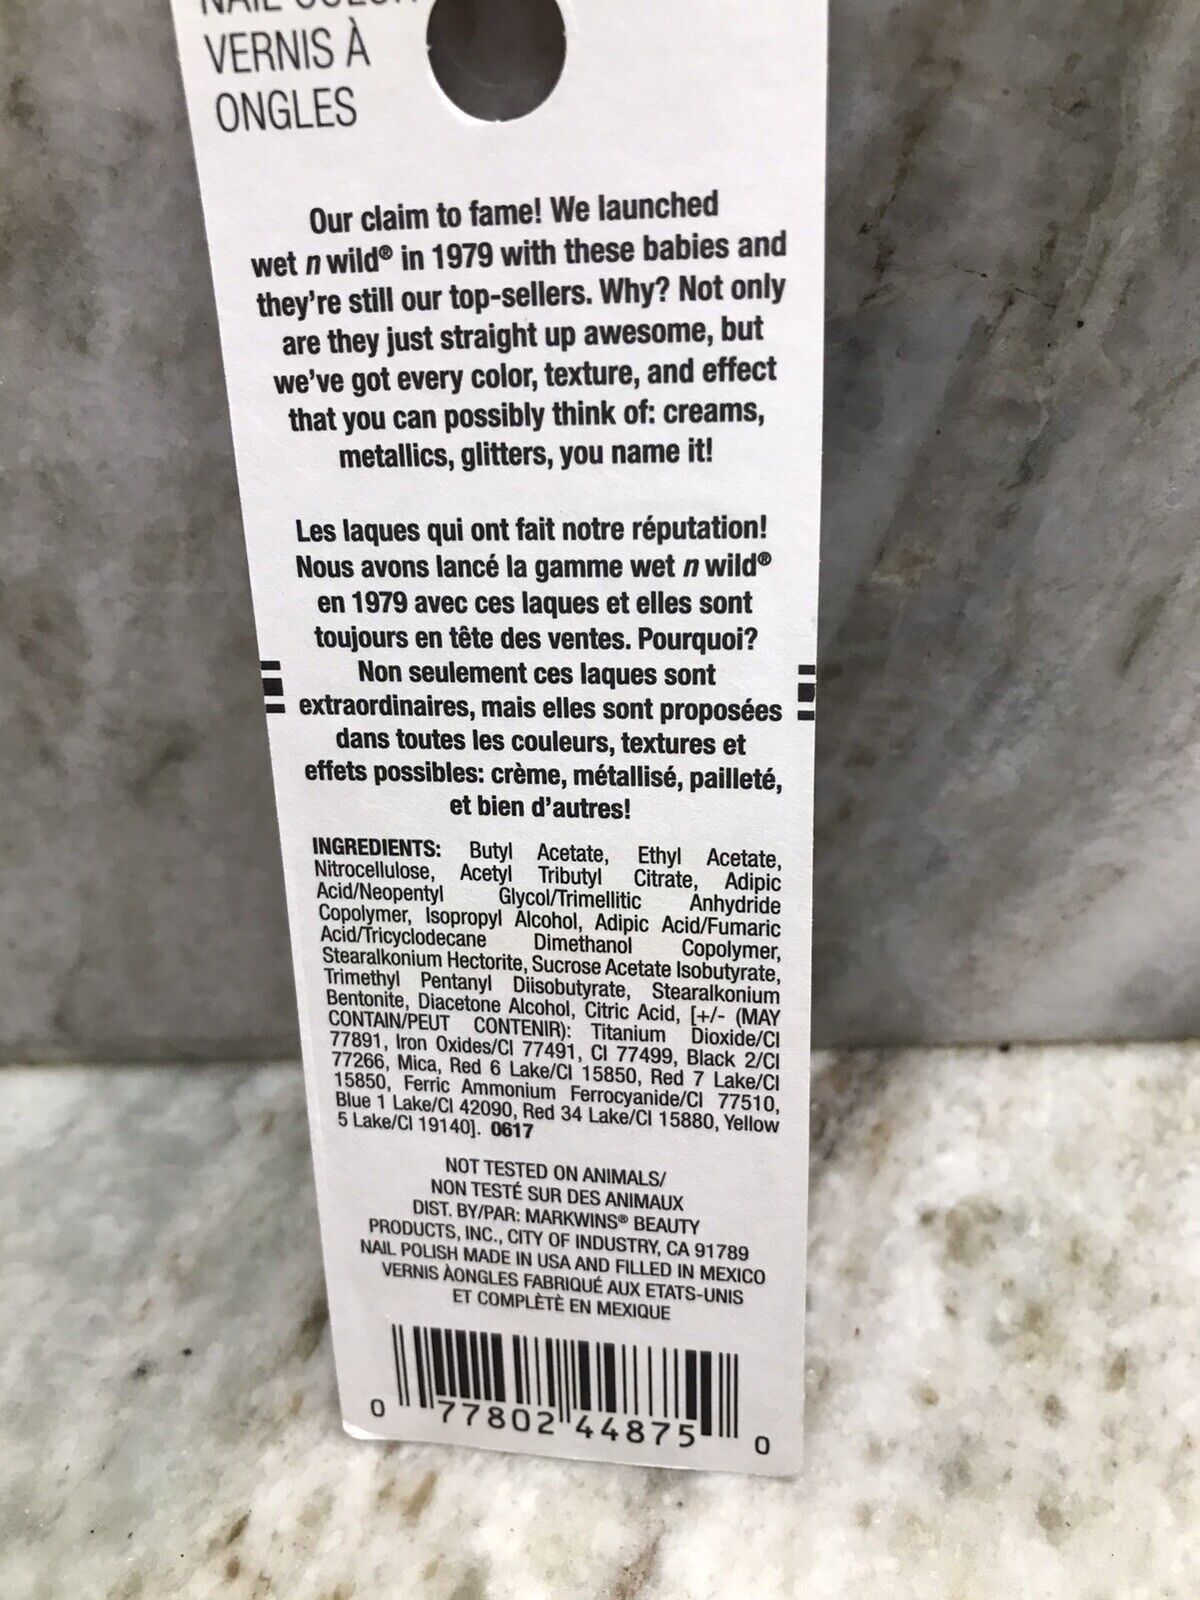 VERNIS À
ONGLES
Our claim to fame! We launched
wet n wild® in 1979 with these babies and
they're still our top-sellers. Why? Not only
are they just straight up awesome, but
we've got every color, texture, and effect
that you can possibly think of: creams,
metallics, glitters, you name it!
Les laques qui ont fait notre réputation!
Nous avons lancé la gamme wet n wild®
en 1979 avec ces laques et elles sont
toujours en tête des ventes. Pourquoi?
Non seulement ces laques sont
extraordinaires, mais elles sont proposées
dans toutes les couleurs, textures et
effets possibles: crème, métallisé, pailleté,
et bien d'autres!
INGREDIENTS: Butyl Acetate, Ethyl Acetate,
Nitrocellulose, Acetyl Tributyl Citrate, Adipic
Acid/Neopentyl Glycol/Trimellitic Anhydride
Copolymer, Isopropyl Alcohol, Adipic Acid/Fumaric
Acid/Tricyclodecane Dimethanol Copolymer,
Stearalkonium Hectorite, Sucrose Acetate Isobutyrate,
Trimethyl Pentanyl Diisobutyrate, Stearalkonium
Bentonite, Diacetone Alcohol, Citric Acid, [+/- (MAY
CONTAIN/PEUT CONTENIR): Titanium Dioxide/CI
77891, Iron Oxides/CI 77491, CI 77499, Black 2/CI
77266, Mica, Red 6 Lake/CI 15850, Red 7 Lake/CI
15850, Ferric Ammonium Ferrocyanide/CI 77510,
Blue 1 Lake/CI 42090, Red 34 Lake/CI 15880, Yellow
5 Lake/CI 19140]. 0617
NOT TESTED ON ANIMALS/
NON TESTÉ SUR DES ANIMAUX
DIST. BY/PAR: MARKWINS® BEAUTY
PRODUCTS, INC., CITY OF INDUSTRY, CA 91789
NAIL POLISH MADE IN USA AND FILLED IN MEXICO
VERNIS ÀONGLES FABRIQUÉ AUX ETATS-UNIS
ET COMPLÈTÈ EN MEXIQUE
0 77802 44875 0